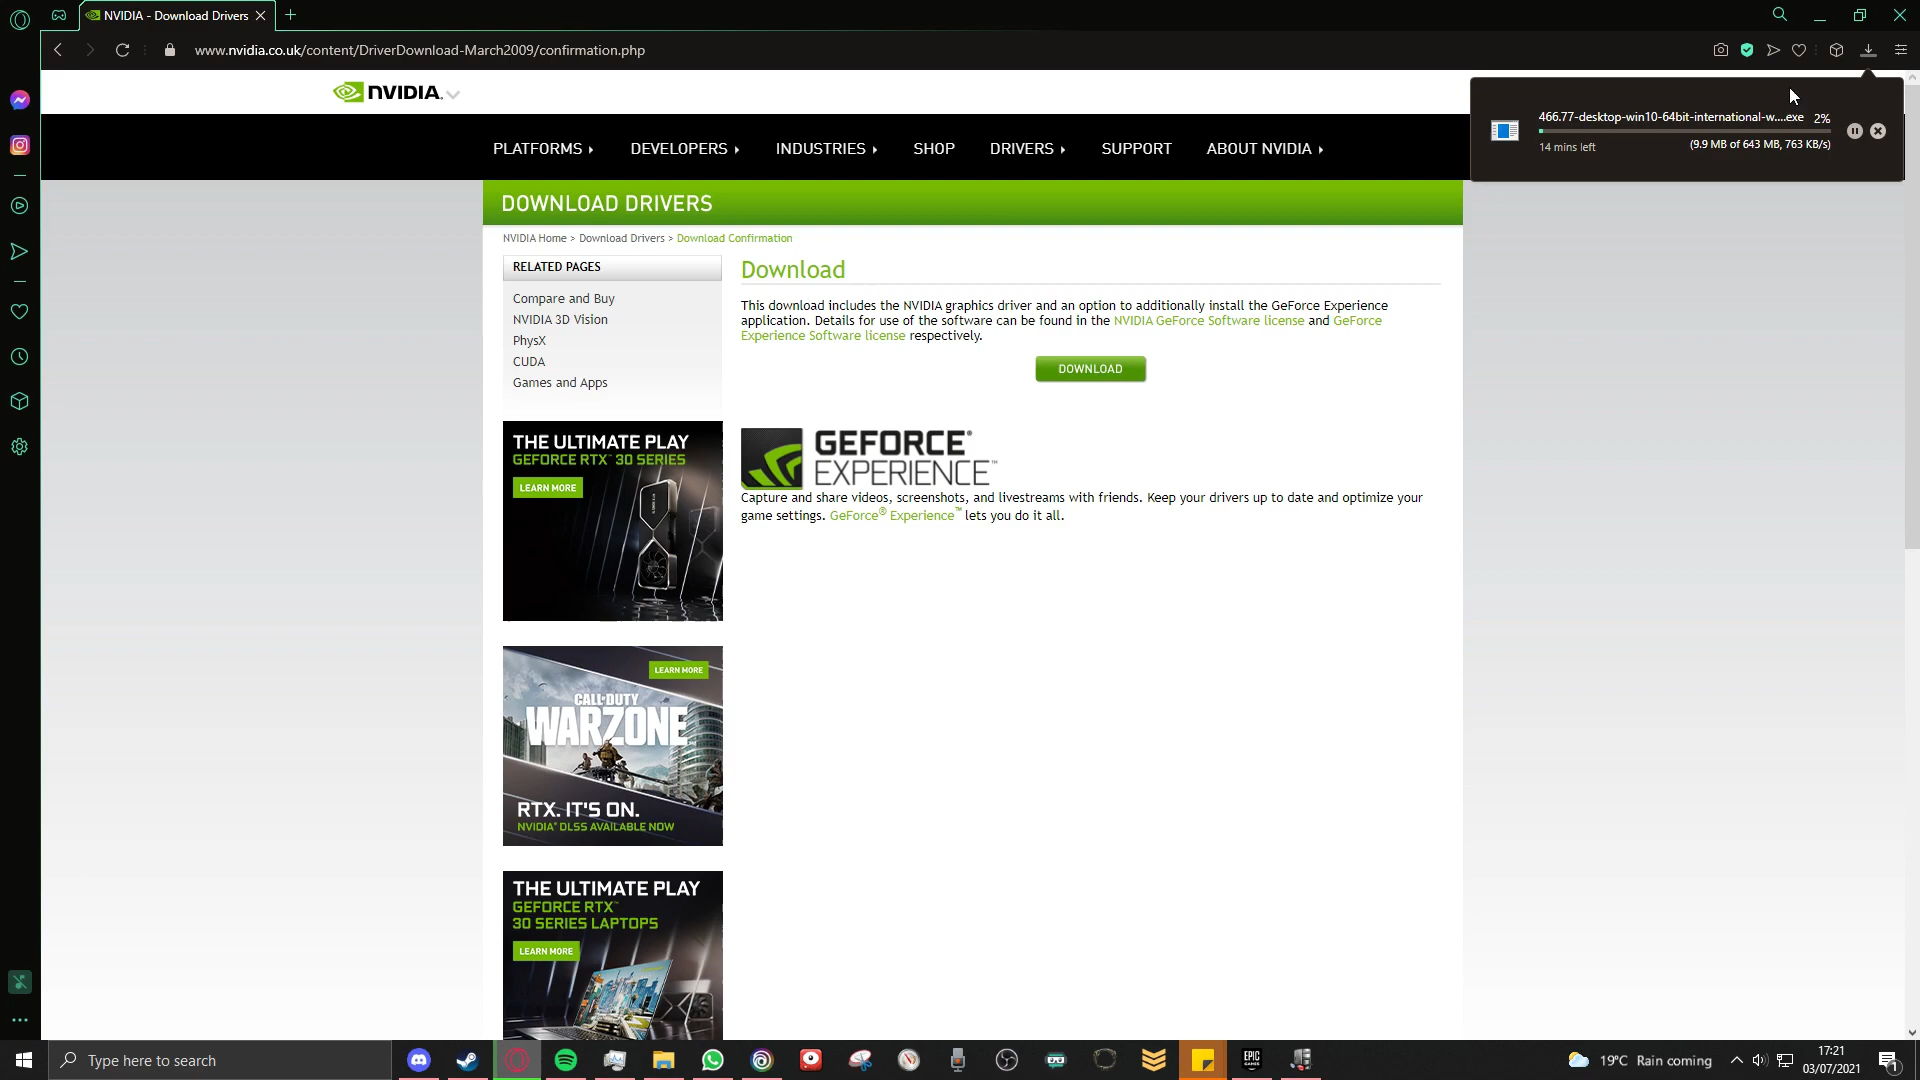 NVIDIA - Download Drivers
www.nvidia.co.uk/content/DriverDownload-March2009/confirmation.php
466.77-desktop-win10-64bit-international-w....exe 2%
14 mins left (9.9 MB of 643 MB, 763 KB/s)
NVIDIA.
PLATFORMS DEVELOPERS INDUSTRIES SHOP DRIVERS SUPPORT ABOUT NVIDIA
DOWNLOAD DRIVERS
NVIDIA Home > Download Drivers > Download Confirmation
RELATED PAGES
Compare and Buy
NVIDIA 3D Vision
PhysX
CUDA
Games and Apps
Download
This download includes the NVIDIA graphics driver and an option to additionally install the GeForce Experience
application. Details for use of the software can be found in the NVIDIA GeForce Software license and GeForce
Experience Software license respectively.
DOWNLOAD
GEFORCE®
EXPERIENCE™
Capture and share videos, screenshots, and livestreams with friends. Keep your drivers up to date and optimize your
game settings. GeForce® Experience™ lets you do it all.
THE ULTIMATE PLAY
GEFORCE RTX™ 30 SERIES
LEARN MORE
LEARN MORE
CALL OF DUTY
WARZONE
RTX. IT'S ON.
NVIDIA® DLSS AVAILABLE NOW
THE ULTIMATE PLAY
GEFORCE RTX™
30 SERIES LAPTOPS
LEARN MORE
Type here to search
EPIC
GAMES
19°C Rain coming
17:21
03/07/2021
1